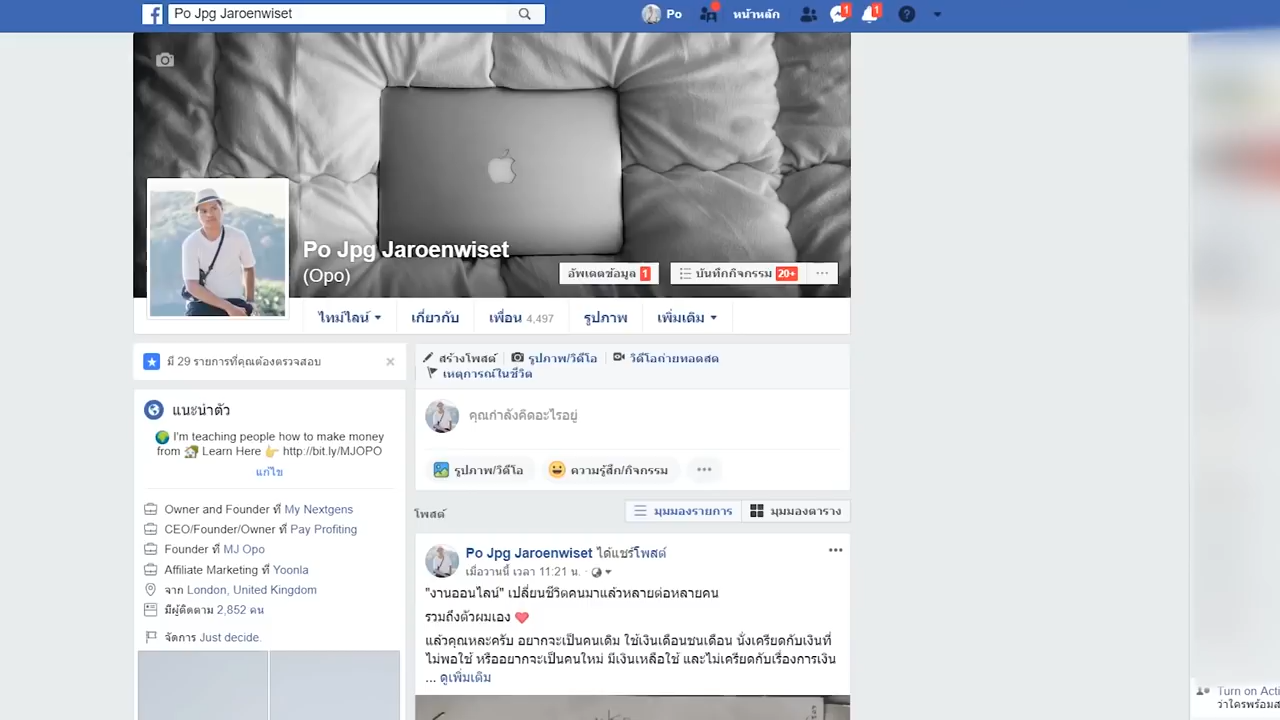 Po Jpg Jaroenwiset
Po
หน้าหลัก
1
1
Po Jpg Jaroenwiset
(Opo)
อัพเดตข้อมูล 1
บันทึกกิจกรรม 20+
ไทม์ไลน์
เกี่ยวกับ
เพื่อน 4,497
รูปภาพ
เพิ่มเติม
มี 29 รายการที่คุณต้องตรวจสอบ
แนะนำตัว
I'm teaching people how to make money
from Learn Here http://bit.ly/MJOPO
แก้ไข
Owner and Founder ที่ My Nextgens
CEO/Founder/Owner ที่ Pay Profiting
Founder ที่ MJ Opo
Affiliate Marketing ที่ Yoonla
จาก London, United Kingdom
มีผู้ติดตาม 2,852 คน
จัดการ Just decide.
สร้างโพสต์
รูปภาพ/วิดีโอ
วิดีโอถ่ายทอดสด
เหตุการณ์ในชีวิต
คุณกำลังคิดอะไรอยู่
รูปภาพ/วิดีโอ
ความรู้สึก/กิจกรรม
โพสต์
มุมมองรายการ
มุมมองตาราง
Po Jpg Jaroenwiset ได้แชร์โพสต์
เมื่อวานนี้ เวลา 11:21 น.
"งานออนไลน์" เปลี่ยนชีวิตคนมาแล้วหลายต่อหลายคน
รวมถึงตัวผมเอง
แล้วคุณหละครับ อยากจะเป็นคนเดิม ใช้เงินเดือนชนเดือน นั่งเครียดกับเงินที่
ไม่พอใช้ หรืออยากจะเป็นคนใหม่ มีเงินเหลือใช้ และไม่เครียดกับเรื่องการเงิน
... ดูเพิ่มเติม
Turn on Acti
ว่าใครพร้อมส